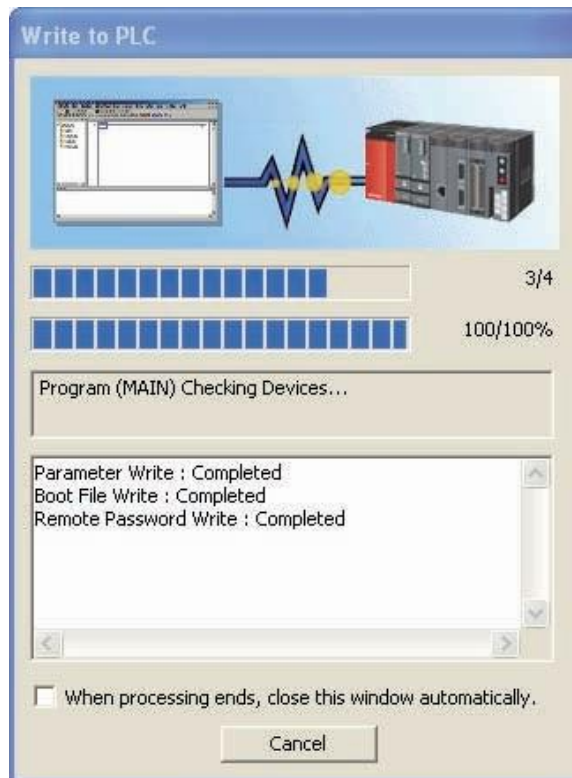 Write to PLC
3/4
100/100%
Program (MAIN) Checking Devices...
Parameter Write : Completed
Boot File Write : Completed
Remote Password Write : Completed
When processing ends, close this window automatically.
Cancel